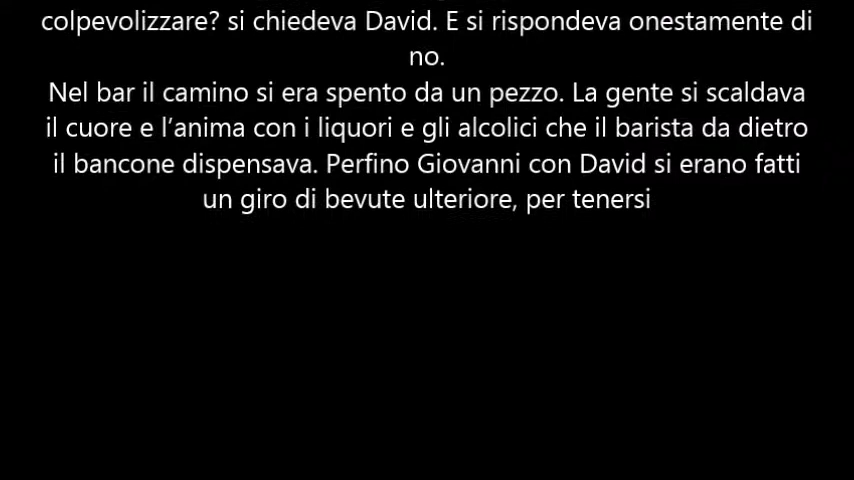 colpevolizzare? si chiedeva David. E si rispondeva onestamente di
no.
Nel bar il camino si era spento da un pezzo. La gente si scaldava
il cuore e l’anima con i liquori e gli alcolici che il barista da dietro
il bancone dispensava. Perfino Giovanni con David si erano fatti
un giro di bevute ulteriore, per tenersi